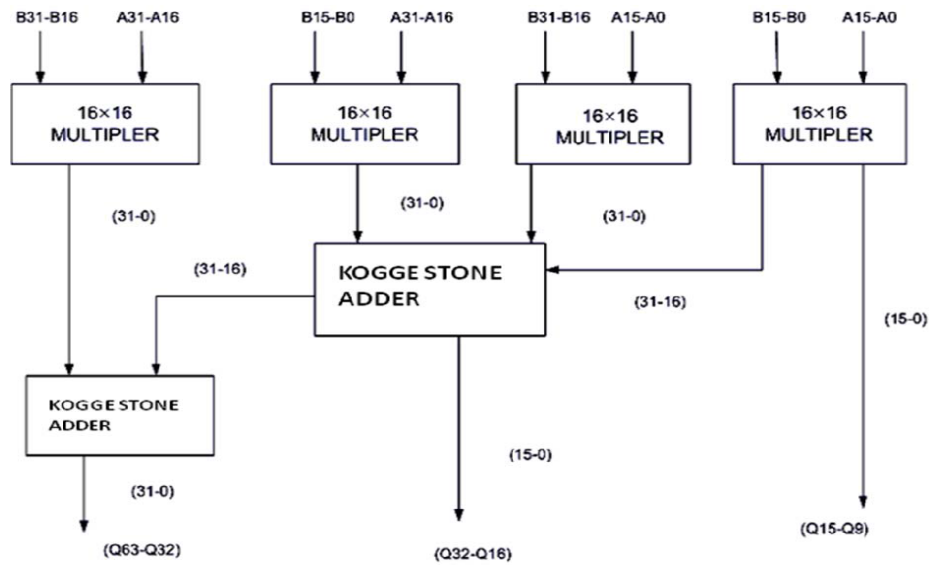 B31-B16 A31-A16 B15-B0 A31-A16 B31-B16 A15-A0 B15-B0 A15-A0
16×16
MULTIPLER
16×16
MULTIPLER
16×16
MULTIPLER
16×16
MULTIPLER
(31-0)
(31-0)
(31-0)
(31-16)
KOGGE STONE
ADDER
(31-16)
(15-0)
KOGGE STONE
ADDER
(31-0)
(15-0)
(Q63-Q32)
(Q32-Q16)
(Q15-Q9)